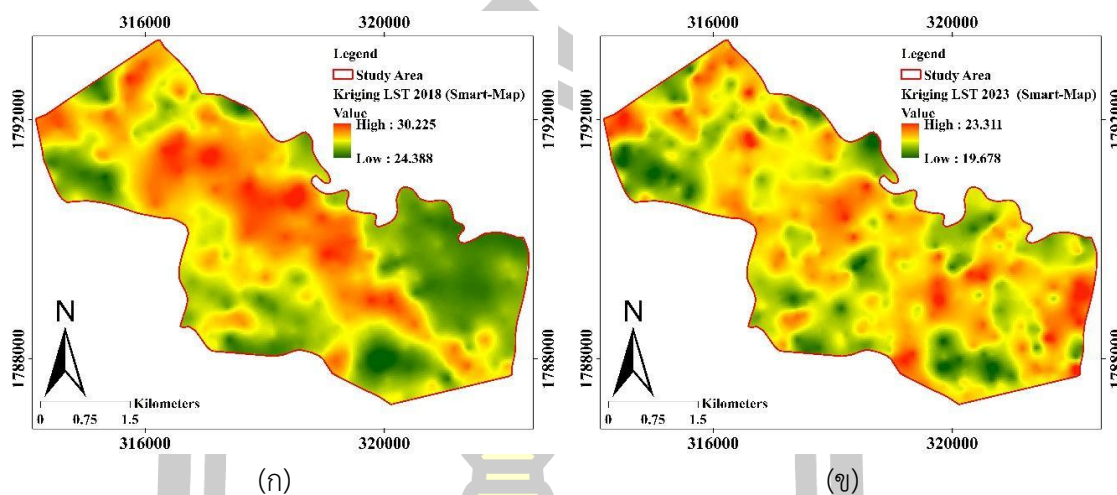 316000 320000
Legend
Study Area
Kriging LST 2018 (Smart-Map)
Value
High : 30.225
Low : 24.388
1792000
1792000
1788000
1788000
N
Kilometers
0 0.75 1.5
316000 320000
(ก)
316000 320000
Legend
Study Area
Kriging LST 2023 (Smart-Map)
Value
High : 23.311
Low : 19.678
1792000
1788000
N
Kilometers
0 0.75 1.5
316000 320000
(ข)